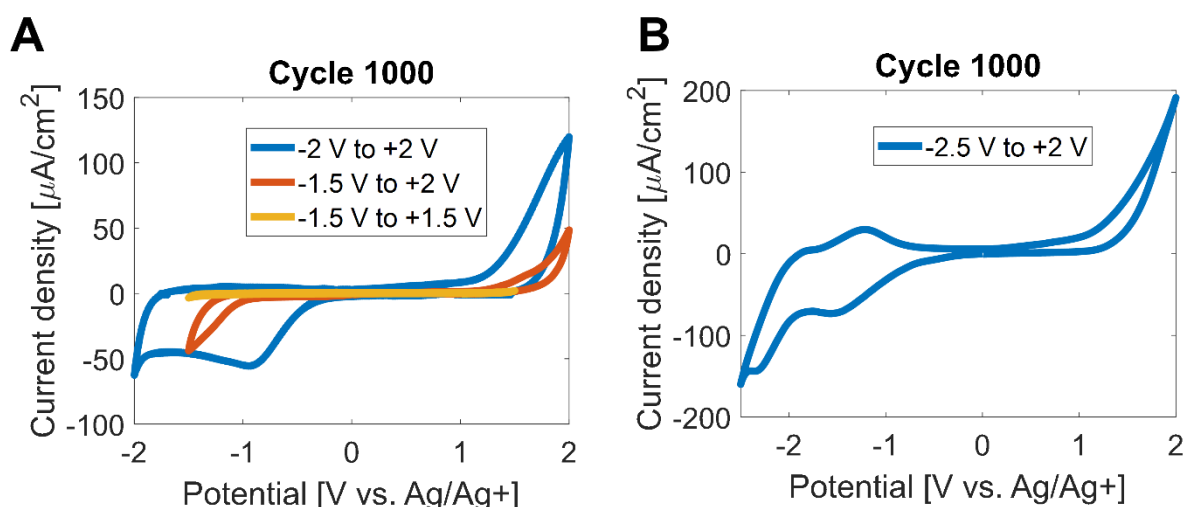 A
Cycle 1000
Current density [μA/cm²]
150
100
50
0
-50
-100
-2 V to +2 V
-1.5 V to +2 V
-1.5 V to +1.5 V
-2 -1 0 1 2
Potential [V vs. Ag/Ag+]
B
Cycle 1000
Current density [μA/cm²]
200
100
0
-100
-200
-2.5 V to +2 V
-2 -1 0 1 2
Potential [V vs. Ag/Ag+]